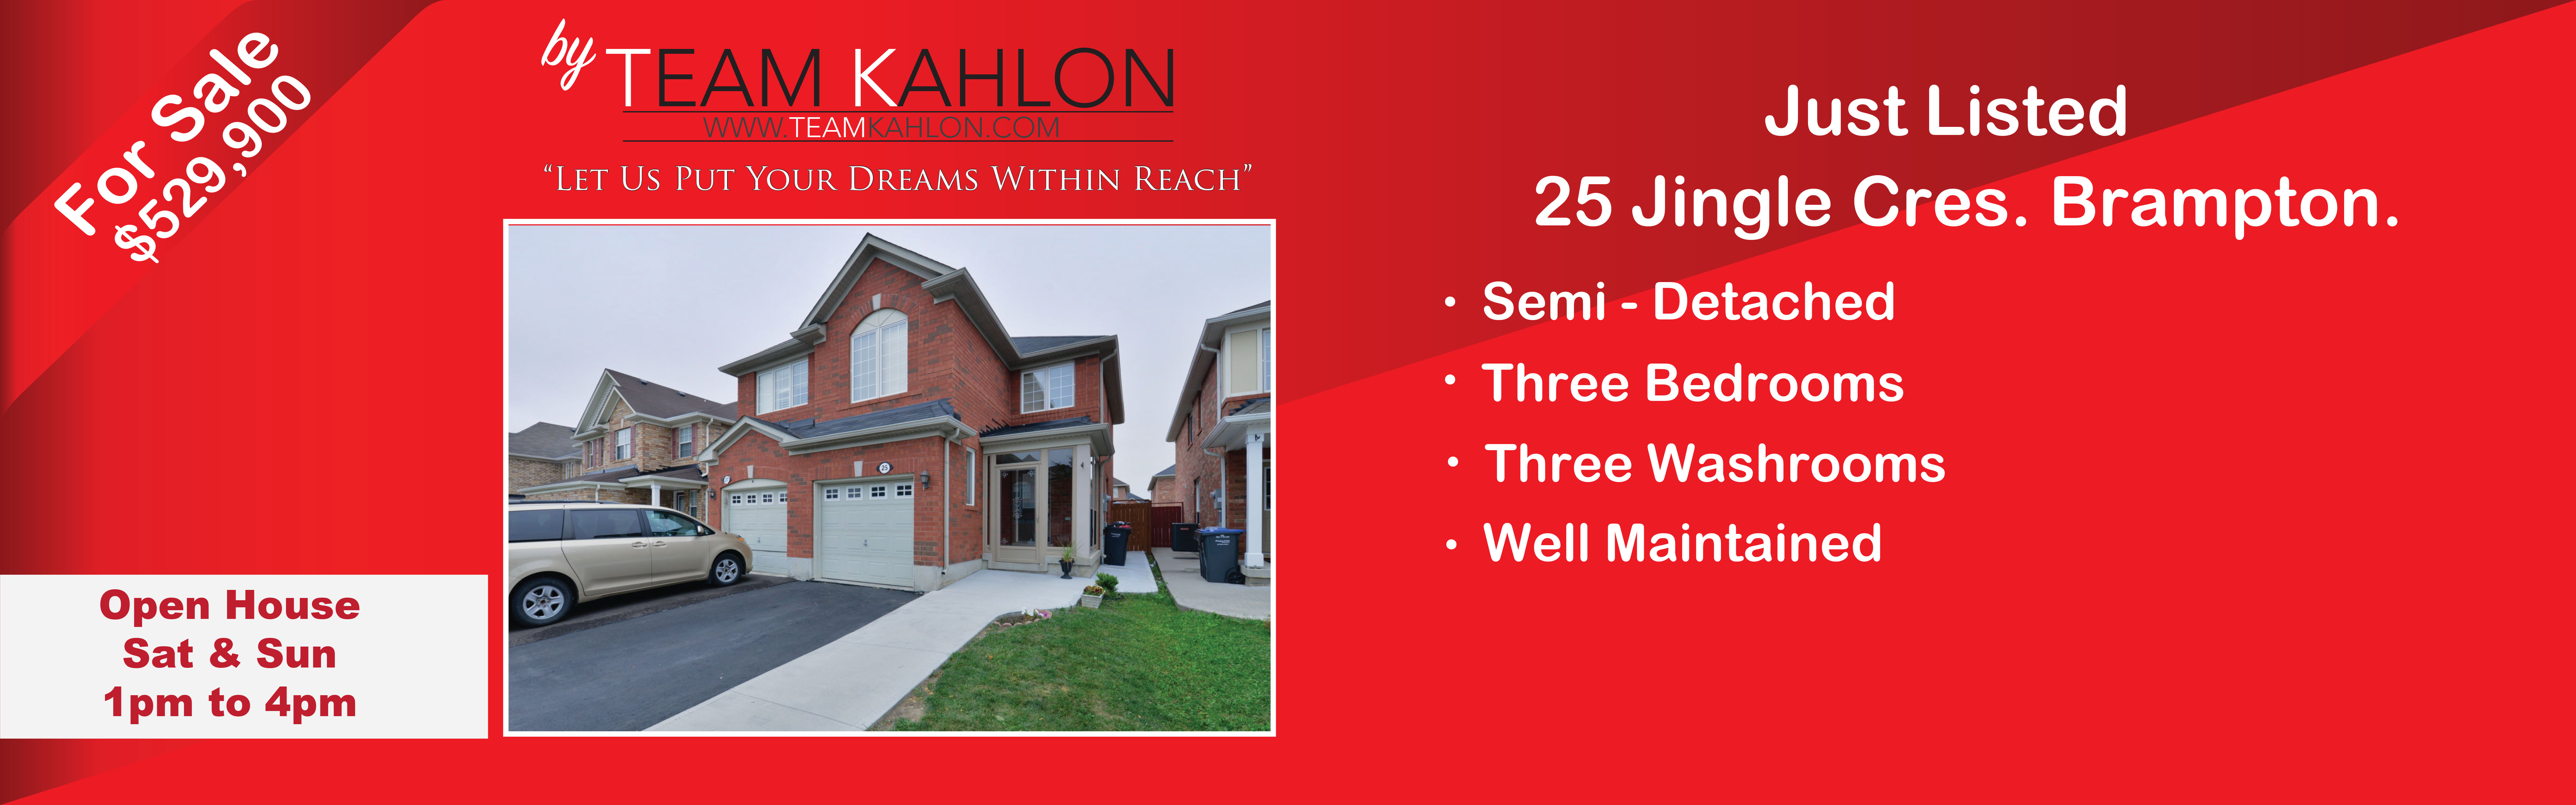 For Sale
$529,900
by TEAM KAHLON
WWW.TEAMKAHLON.COM
“LET US PUT YOUR DREAMS WITHIN REACH”
25
Open House
Sat & Sun
1pm to 4pm
Just Listed
25 Jingle Cres. Brampton.
• Semi - Detached
• Three Bedrooms
• Three Washrooms
• Well Maintained